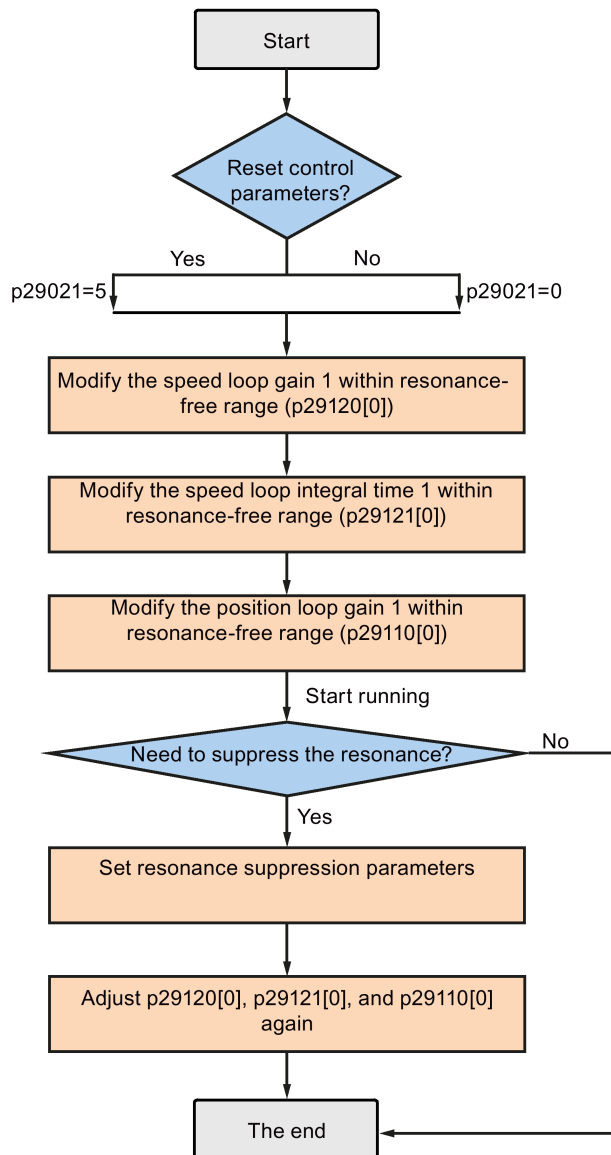 Start
Reset control
parameters?
Yes
No
p29021=5
p29021=0
Modify the speed loop gain 1 within resonance-
free range (p29120[0])
Modify the speed loop integral time 1 within
resonance-free range (p29121[0])
Modify the position loop gain 1 within
resonance-free range (p29110[0])
Start running
Need to suppress the resonance?
No
Yes
Set resonance suppression parameters
Adjust p29120[0], p29121[0], and p29110[0]
again
The end